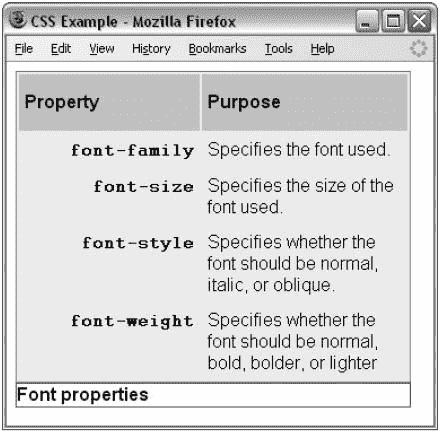 CSS Example - Mozilla Firefox
File Edit View History Bookmarks Tools Help
Property Purpose
font-family Specifies the font used.
font-size Specifies the size of the
font used.
font-style Specifies whether the
font should be normal,
italic, or oblique.
font-weight Specifies whether the
font should be normal,
bold, bolder, or lighter
Font properties